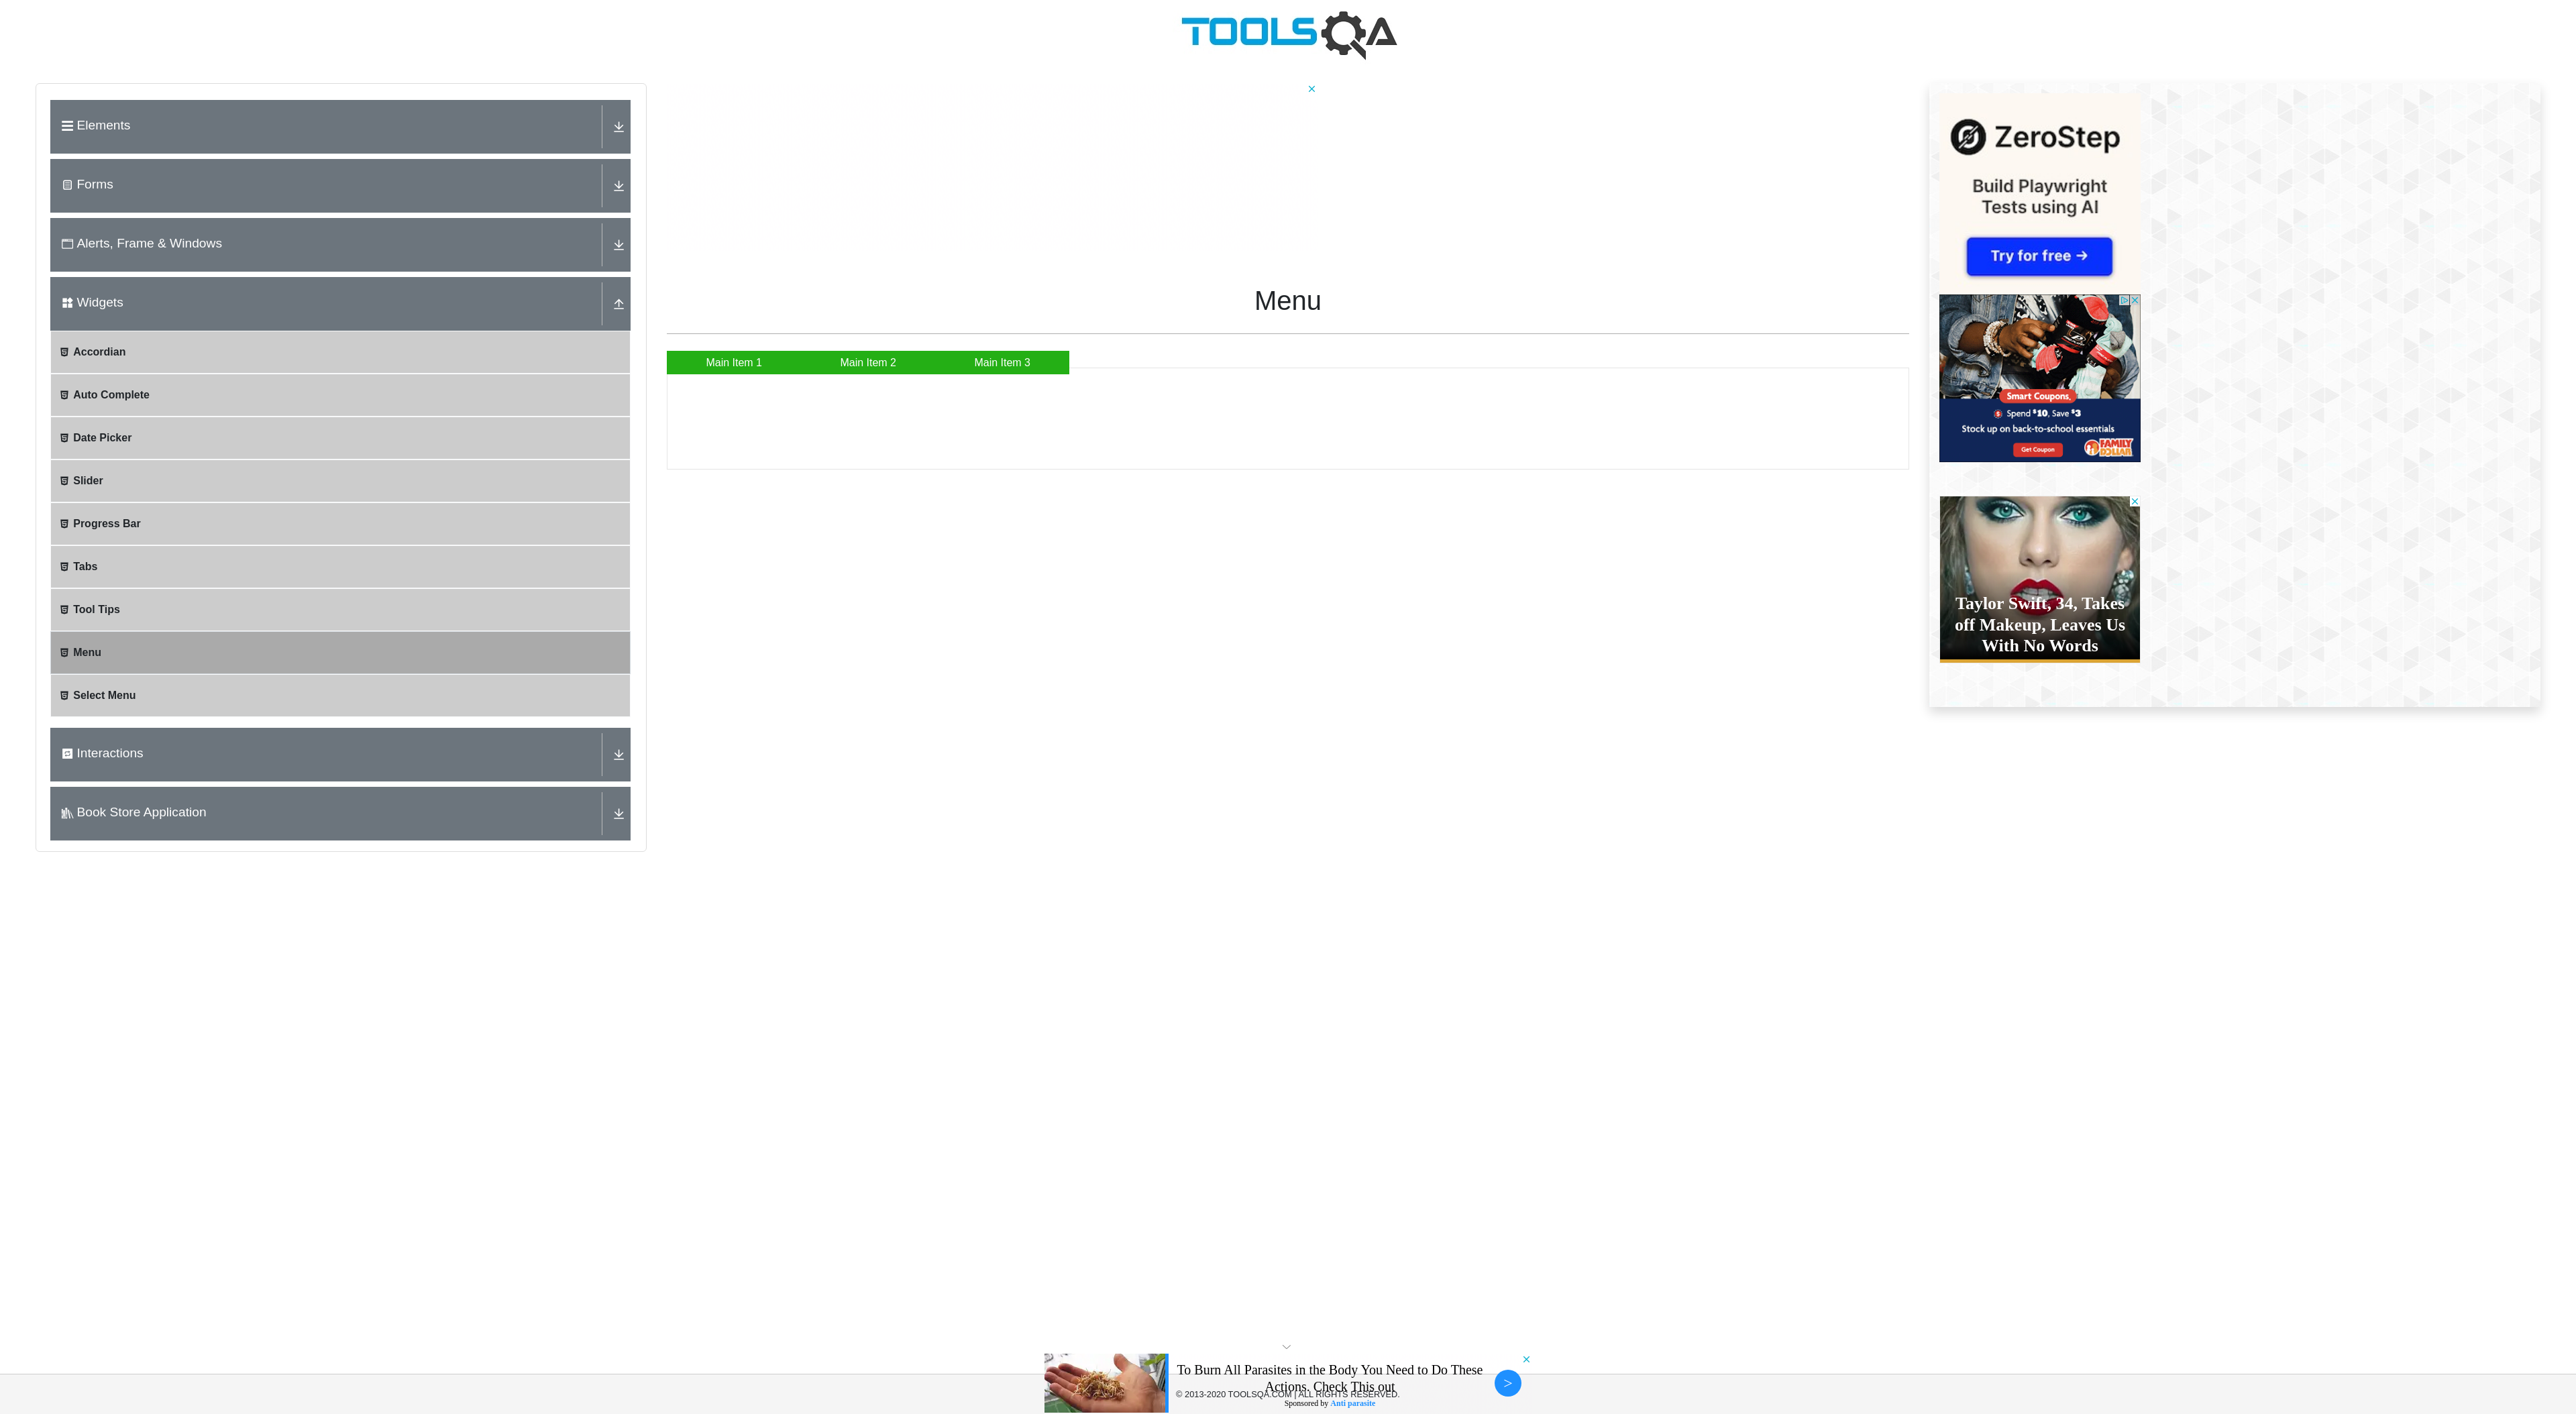 TOOLSQA
Elements
Forms
Alerts, Frame & Windows
Widgets
Accordian
Auto Complete
Date Picker
Slider
Progress Bar
Tabs
Tool Tips
Menu
Select Menu
Interactions
Book Store Application
Menu
Main Item 1
Main Item 2
Main Item 3
ZeroStep
Build Playwright
Tests using AI
Try for free →
Smart Coupons.
Spend $10, Save $3
Stock up on back-to-school essentials
Get Coupon
FAMILY
DOLLAR
Taylor Swift, 34, Takes
off Makeup, Leaves Us
With No Words
To Burn All Parasites in the Body You Need to Do These
Actions. Check This out
© 2013-2020 TOOLSQA.COM | ALL RIGHTS RESERVED.
Sponsored by Anti parasite